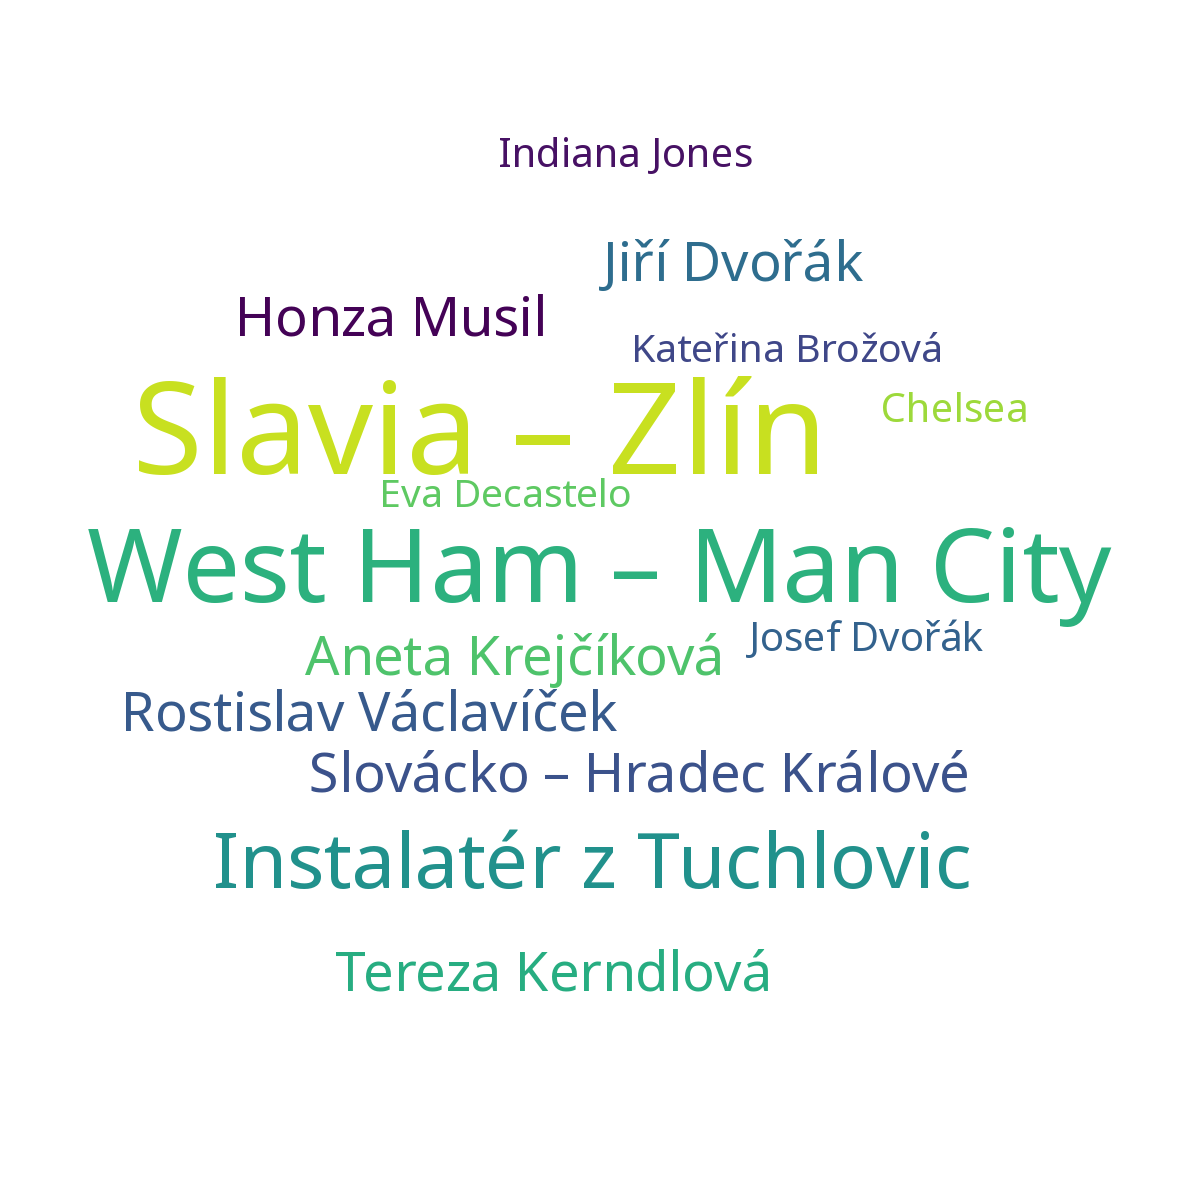 Indiana Jones
Jiří Dvořák
Honza Musil
Kateřina Brožová
Slavia – Zlín
Chelsea
Eva Decastelo
West Ham – Man City
Josef Dvořák
Aneta Krejčíková
Rostislav Václavíček
Slovácko – Hradec Králové
Instalatér z Tuchlovic
Tereza Kerndlová